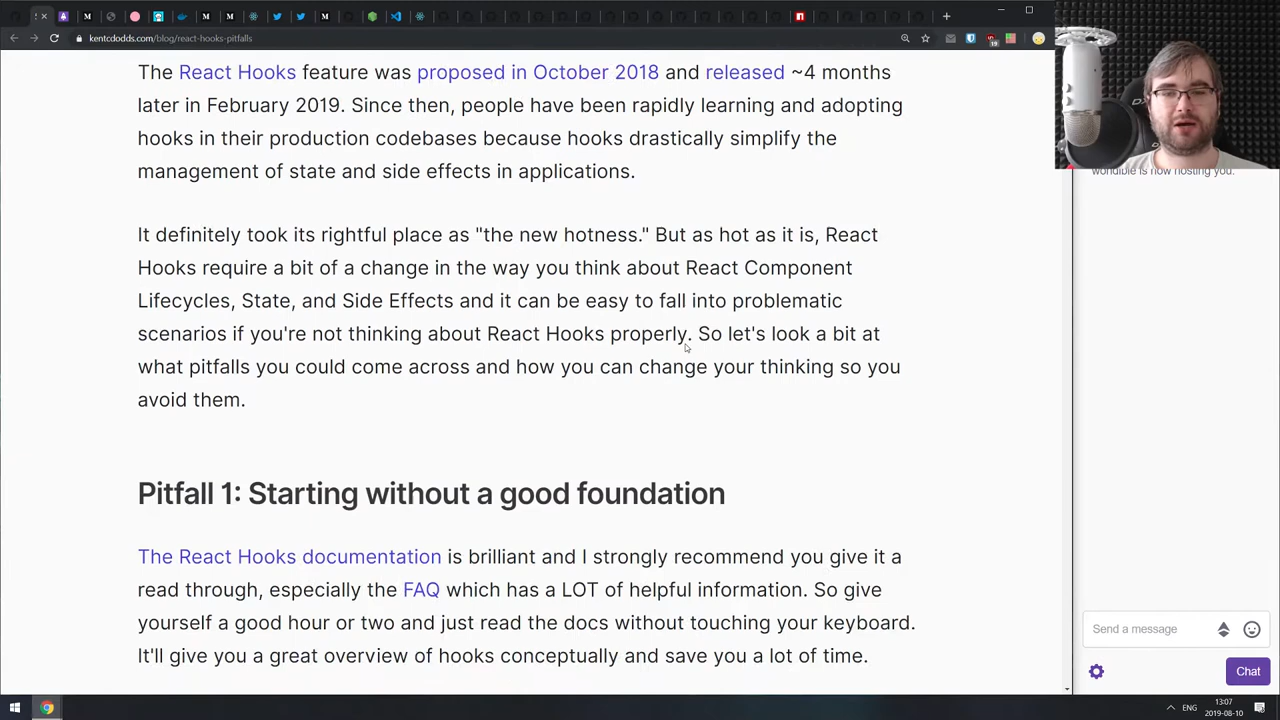 kentcdodds.com/blog/react-hooks-pitfalls
The React Hooks feature was proposed in October 2018 and released ~4 months
later in February 2019. Since then, people have been rapidly learning and adopting
hooks in their production codebases because hooks drastically simplify the
management of state and side effects in applications.
It definitely took its rightful place as "the new hotness." But as hot as it is, React
Hooks require a bit of a change in the way you think about React Component
Lifecycles, State, and Side Effects and it can be easy to fall into problematic
scenarios if you're not thinking about React Hooks properly. So let's look a bit at
what pitfalls you could come across and how you can change your thinking so you
avoid them.
Pitfall 1: Starting without a good foundation
The React Hooks documentation is brilliant and I strongly recommend you give it a
read through, especially the FAQ which has a LOT of helpful information. So give
yourself a good hour or two and just read the docs without touching your keyboard.
It'll give you a great overview of hooks conceptually and save you a lot of time.
wondible is now hosting you.
Send a message
Chat
ENG
13:07
2019-08-10